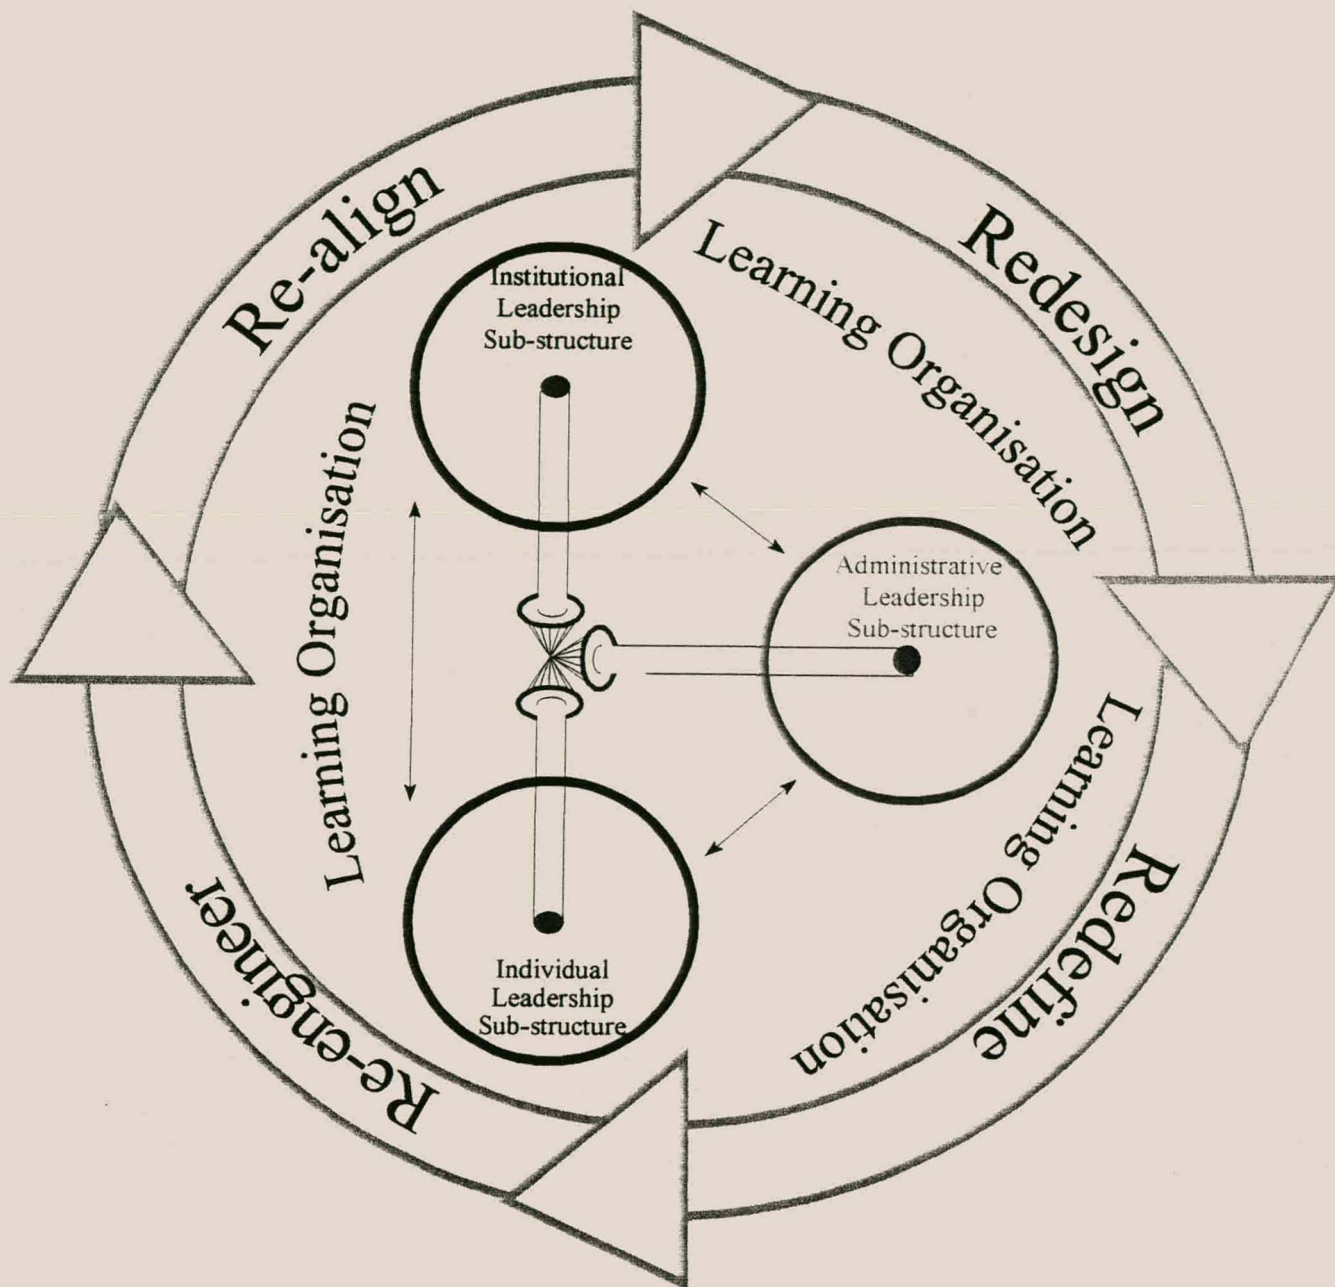 Re-align
Redesign
Redefine
Re-engineer
Learning Organisation
Learning Organisation
Learning Organisation
Institutional
Leadership
Sub-structure
Administrative
Leadership
Sub-structure
Individual
Leadership
Sub-structure